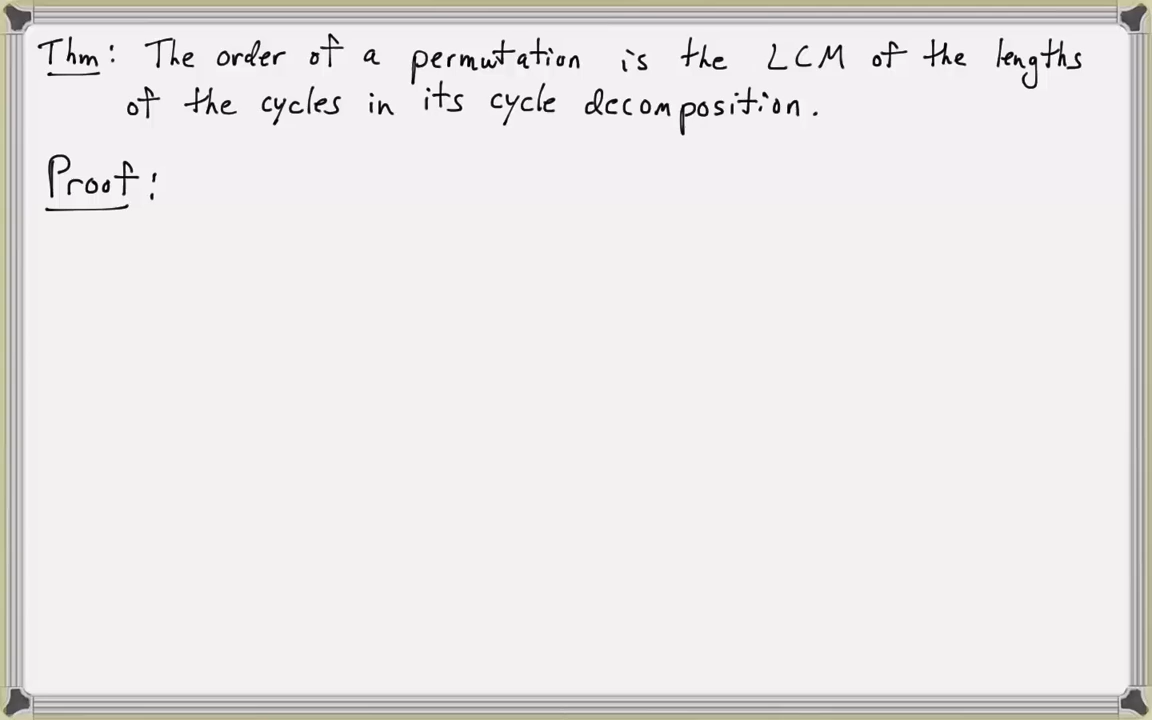 Thm: The order of a permutation is the LCM of the lengths
of the cycles in its cycle decomposition.
Proof: